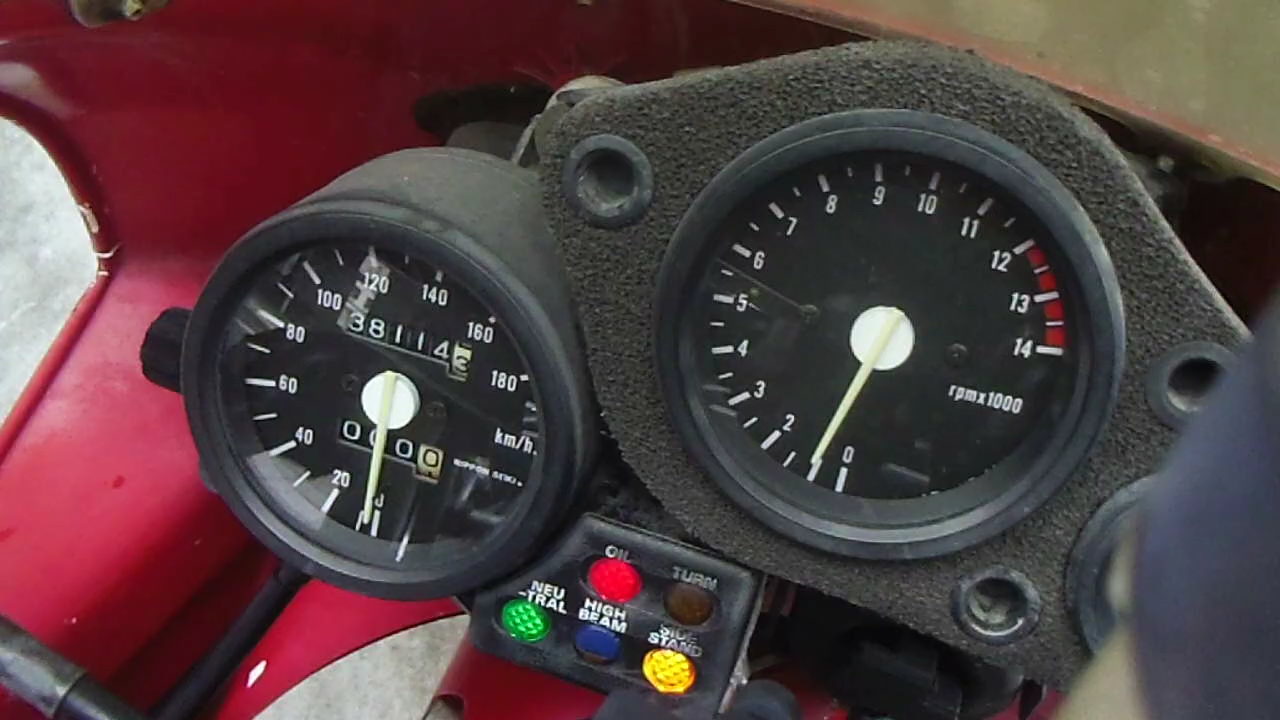 20
40
60
80
100
120
140
160
180
38114
km/h
NIPPON SEIKI
0
2
3
4
5
6
7
8
9
10
11
12
13
14
rpmx1000
OIL
TURN
NEU
-TRAL
HIGH
BEAM
SIDE
STAND